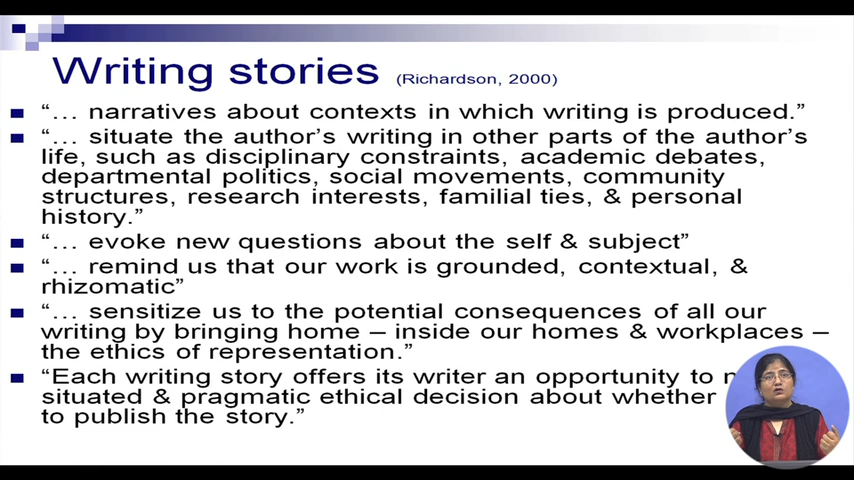 Writing stories (Richardson, 2000)
“… narratives about contexts in which writing is produced.”
“… situate the author’s writing in other parts of the author’s
life, such as disciplinary constraints, academic debates,
departmental politics, social movements, community
structures, research interests, familial ties, & personal
history.”
“… evoke new questions about the self & subject”
“… remind us that our work is grounded, contextual, &
rhizomatic”
“… sensitize us to the potential consequences of all our
writing by bringing home – inside our homes & workplaces –
the ethics of representation.”
“Each writing story offers its writer an opportunity to
situated & pragmatic ethical decision about whether
to publish the story.”